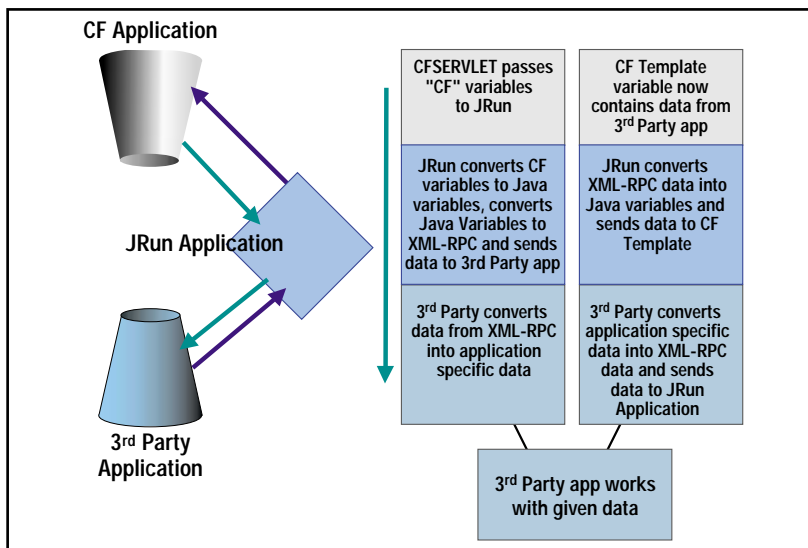 CF Application
JRun Application
3rd Party
Application
CFSERVLET passes
"CF" variables
to JRun
JRun converts CF
variables to Java
variables, converts
Java Variables to
XML-RPC and sends
data to 3rd Party app
3rd Party converts
data from XML-RPC
into application
specific data
CF Template
variable now
contains data from
3rd Party app
JRun converts
XML-RPC data into
Java variables and
sends data to CF
Template
3rd Party converts
application specific
data into XML-RPC
data and sends
data to JRun
Application
3rd Party app works
with given data